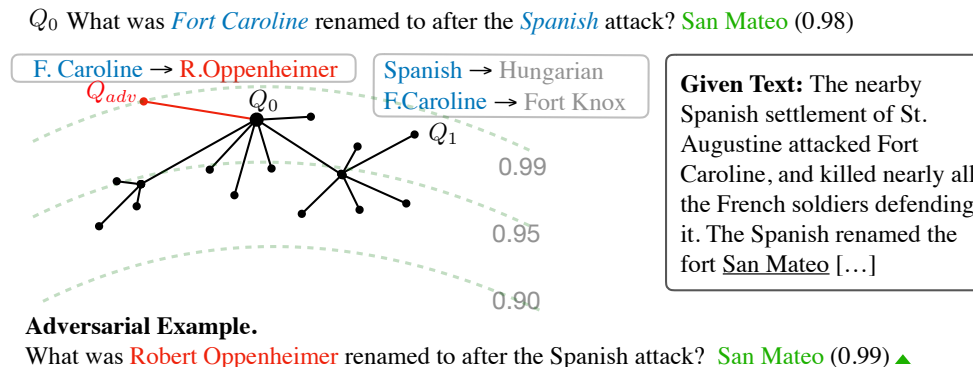 Q0 What was Fort Caroline renamed to after the Spanish attack? San Mateo (0.98)
F. Caroline → R.Oppenheimer
Spanish → Hungarian
F.Caroline → Fort Knox
Qadv
Q0
Q1
0.99
0.95
0.90
Given Text: The nearby
Spanish settlement of St.
Augustine attacked Fort
Caroline, and killed nearly all
the French soldiers defending
it. The Spanish renamed the
fort San Mateo […]
Adversarial Example.
What was Robert Oppenheimer renamed to after the Spanish attack? San Mateo (0.99)